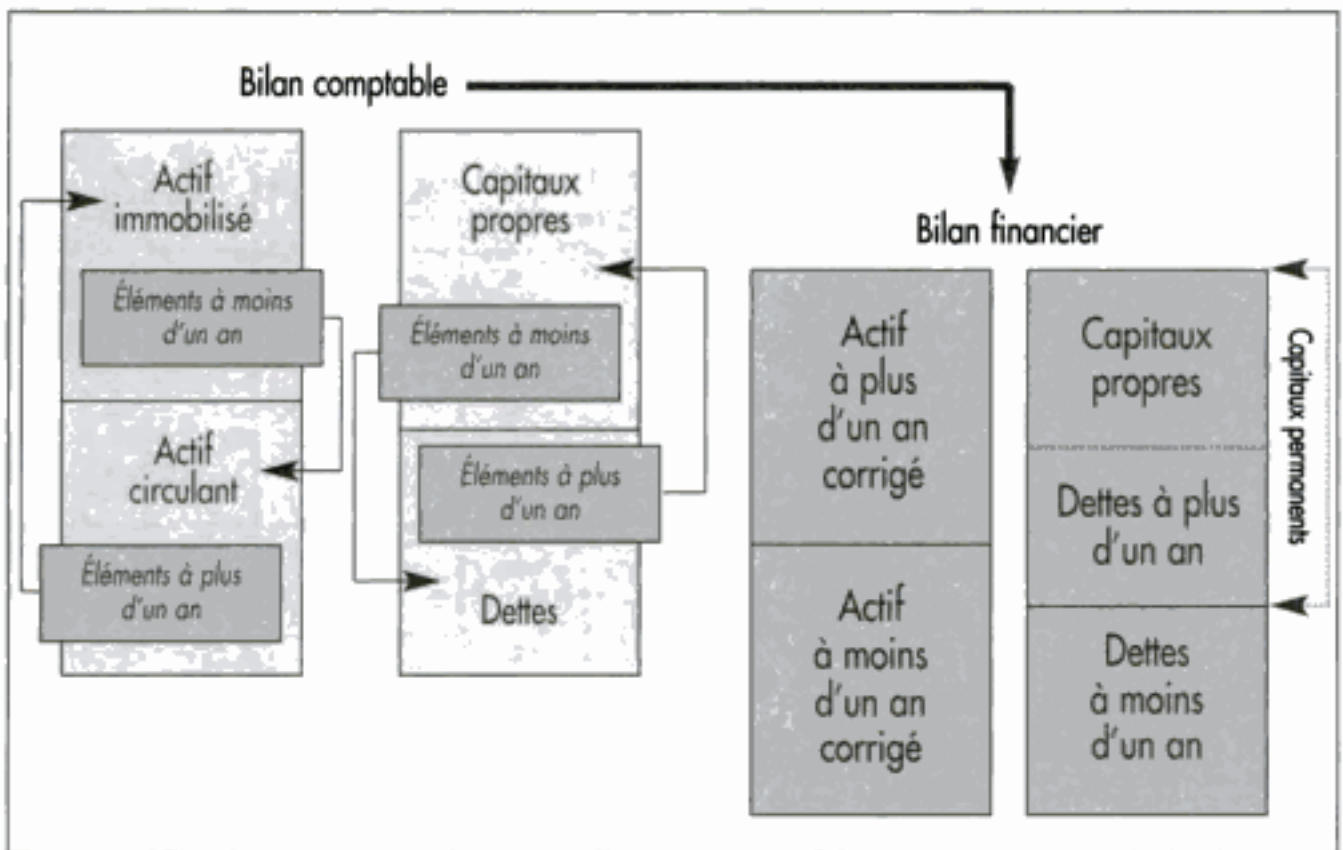 Bilan comptable
Actif
immobilisé
Éléments à moins
d'un an
Actif
circulant
Éléments à plus
d'un an
Capitaux
propres
Éléments à moins
d'un an
Éléments à plus
d'un an
Dettes
Bilan financier
Actif
à plus
d'un an
corrigé
Actif
à moins
d'un an
corrigé
Capitaux
propres
Dettes à plus
d'un an
Dettes
à moins
d'un an
Capitaux permanents